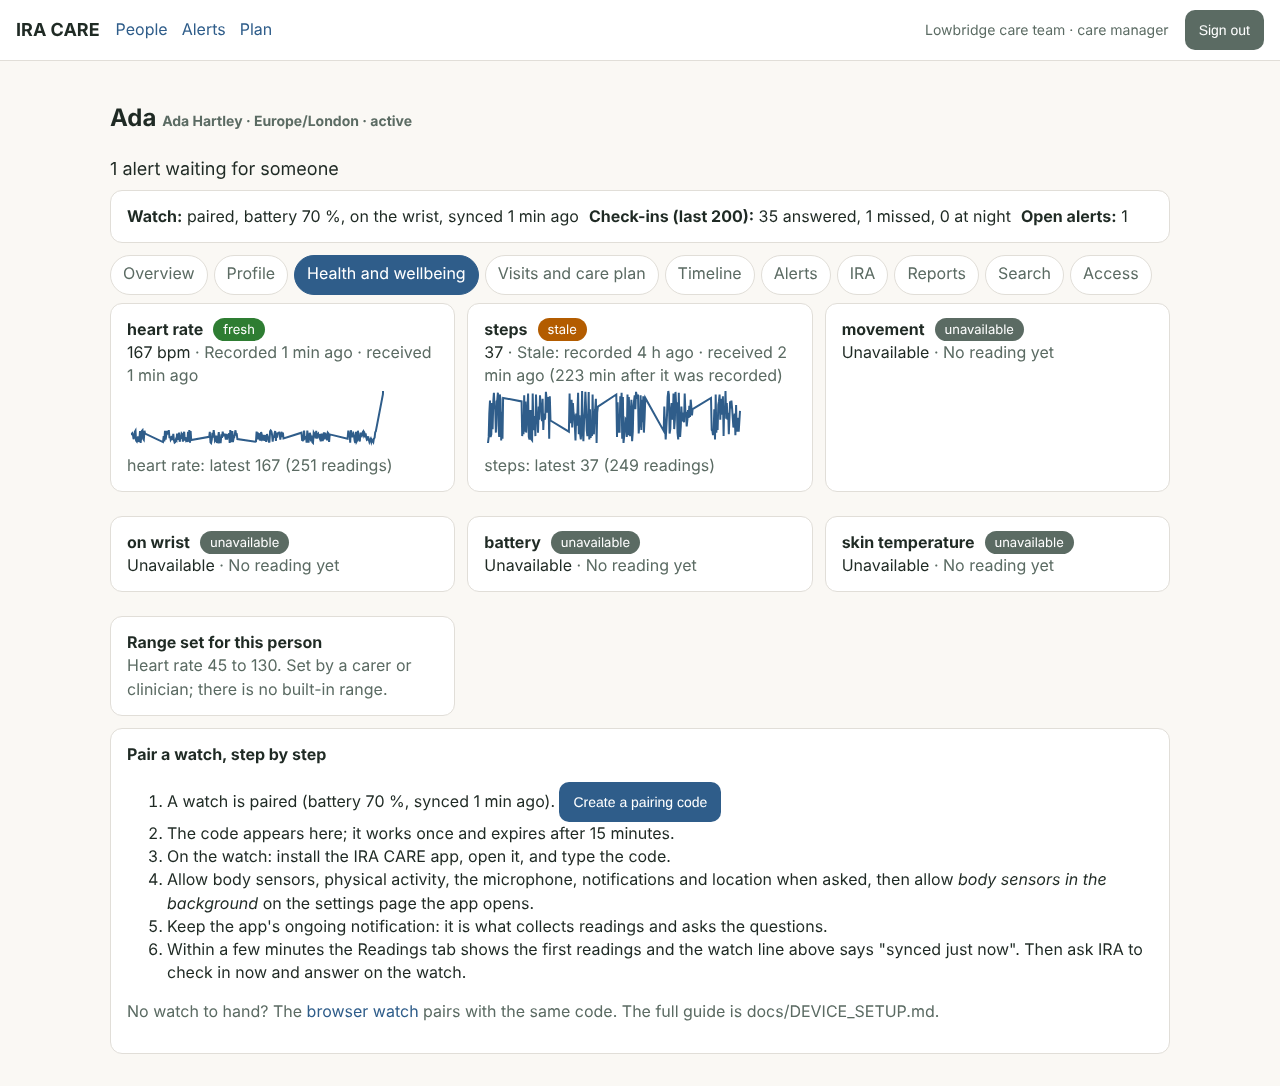 IRA CARE People Alerts Plan Lowbridge care team · care manager Sign out
Ada Ada Hartley · Europe/London · active
1 alert waiting for someone
Watch: paired, battery 70 %, on the wrist, synced 1 min ago Check-ins (last 200): 35 answered, 1 missed, 0 at night Open alerts: 1
Overview Profile Health and wellbeing Visits and care plan Timeline Alerts IRA Reports Search Access
heart rate fresh
167 bpm · Recorded 1 min ago · received
1 min ago
heart rate: latest 167 (251 readings)
steps stale
37 · Stale: recorded 4 h ago · received 2
min ago (223 min after it was recorded)
steps: latest 37 (249 readings)
movement unavailable
Unavailable · No reading yet
on wrist unavailable
Unavailable · No reading yet
battery unavailable
Unavailable · No reading yet
skin temperature unavailable
Unavailable · No reading yet
Range set for this person
Heart rate 45 to 130. Set by a carer or
clinician; there is no built-in range.
Pair a watch, step by step
1. A watch is paired (battery 70 %, synced 1 min ago). Create a pairing code
2. The code appears here; it works once and expires after 15 minutes.
3. On the watch: install the IRA CARE app, open it, and type the code.
4. Allow body sensors, physical activity, the microphone, notifications and location when asked, then allow body sensors in the
background on the settings page the app opens.
5. Keep the app's ongoing notification: it is what collects readings and asks the questions.
6. Within a few minutes the Readings tab shows the first readings and the watch line above says "synced just now". Then ask IRA to
check in now and answer on the watch.
No watch to hand? The browser watch pairs with the same code. The full guide is docs/DEVICE_SETUP.md.